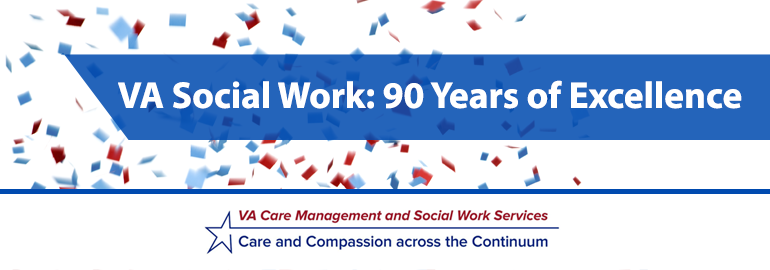 VA Social Work: 90 Years of Excellence
VA Care Management and Social Work Services
Care and Compassion across the Continuum